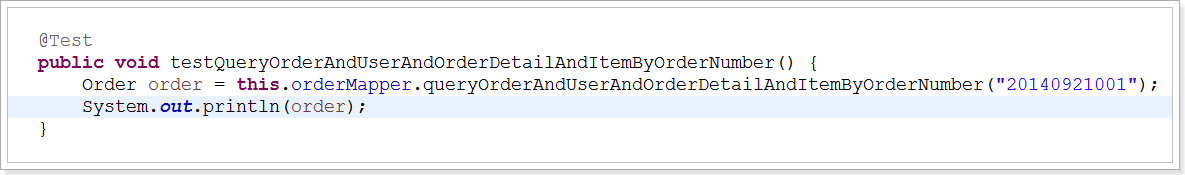 @Test
public void testQueryOrderAndUserAndOrderDetailAndItemByOrderNumber() {
    Order order = this.orderMapper.queryOrderAndUserAndOrderDetailAndItemByOrderNumber("20140921001");
    System.out.println(order);
}